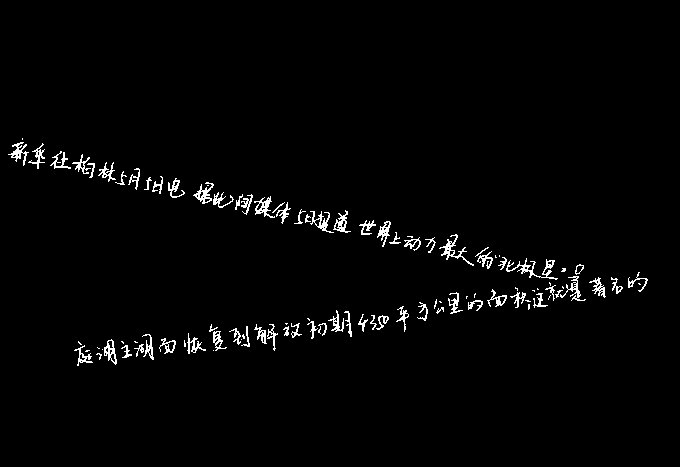 新华社柏林5月5日电 据此间媒体5日报道世界上动力最大的北极星。0
庭湖主湖面恢复到解放初期4350平方公里的面积这就是著名的